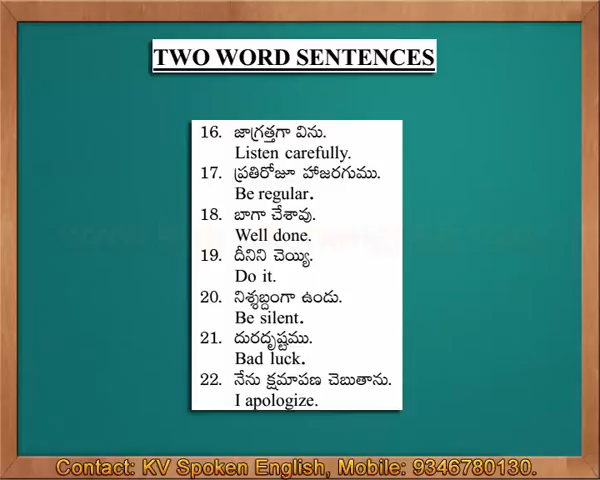 TWO WORD SENTENCES
16. జాగ్రత్తగా విను.
Listen carefully.
17. ప్రతిరోజూ హాజరగుము.
Be regular.
18. బాగా చేశావు.
Well done.
19. దీనిని చెయ్యి.
Do it.
20. నిశ్శబ్దంగా ఉండు.
Be silent.
21. దురదృష్టము.
Bad luck.
22. నేను క్షమాపణ చెబుతాను.
I apologize.
Contact: KV Spoken English, Mobile: 9346780130.